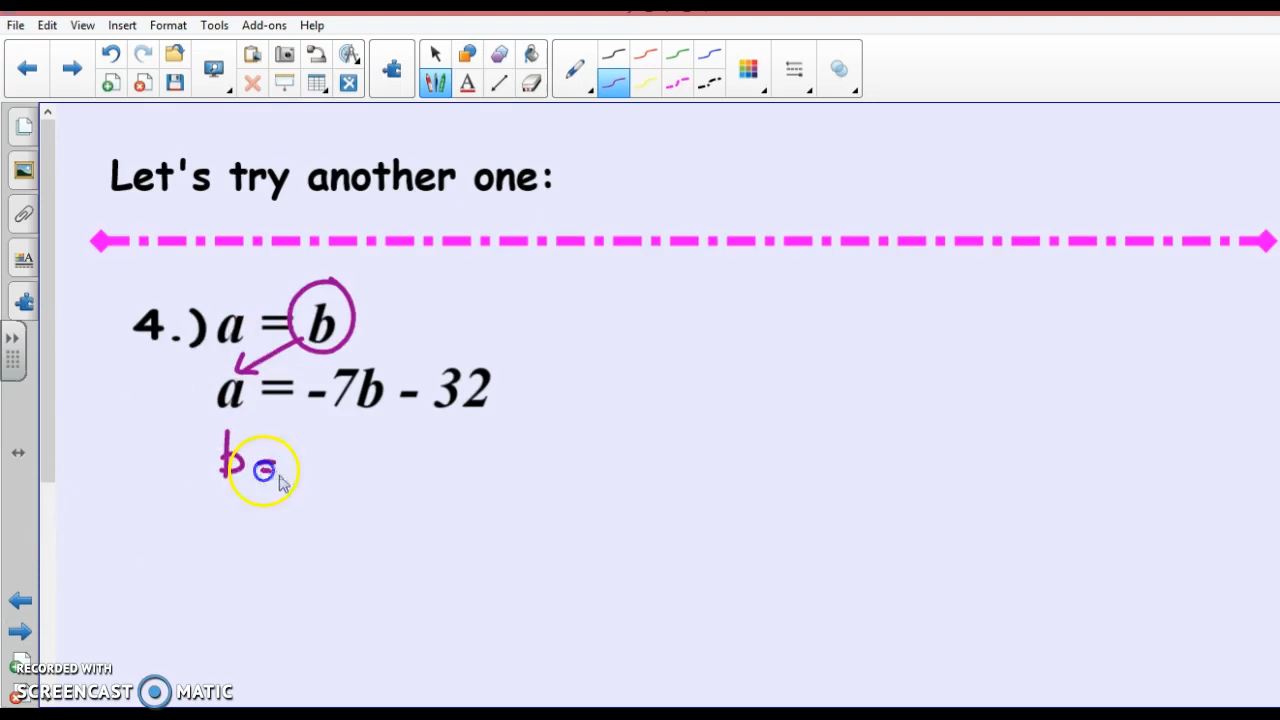 File Edit View Insert Format Tools Add-ons Help
A
Let's try another one:
4.) a = b
a = -7b - 32
b =
RECORDED WITH
SCREENCAST MATIC